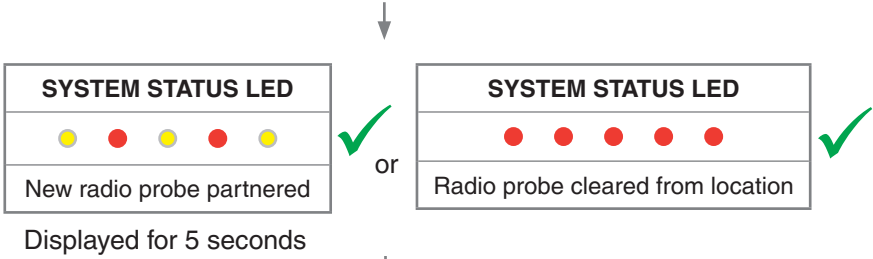 SYSTEM STATUS LED
New radio probe partnered
Displayed for 5 seconds
or
SYSTEM STATUS LED
Radio probe cleared from location